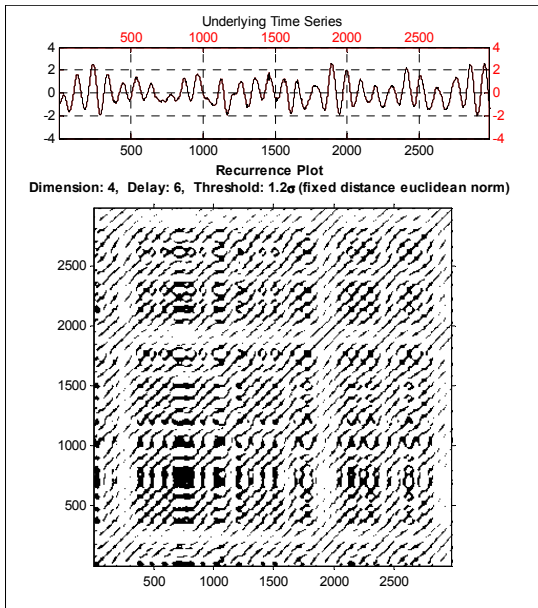 Underlying Time Series
500 1000 1500 2000 2500
4 4
2 2
0 0
-2 -2
-4 4
500 1000 1500 2000 2500
Recurrence Plot
Dimension: 4, Delay: 6, Threshold: 1.2σ (fixed distance euclidean norm)
2500
2000
1500
1000
500
500 1000 1500 2000 2500